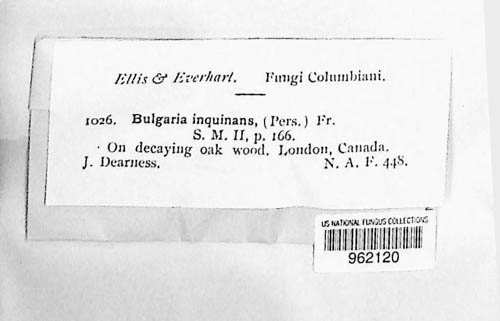 Ellis & Everhart. Fungi Columbiani.
1026. Bulgaria inquinans, (Pers.) Fr.
S. M. II, p. 166.
On decaying oak wood. London, Canada.
J. Dearness. N. A. F. 448.
US NATIONAL FUNGUS COLLECTIONS
962120